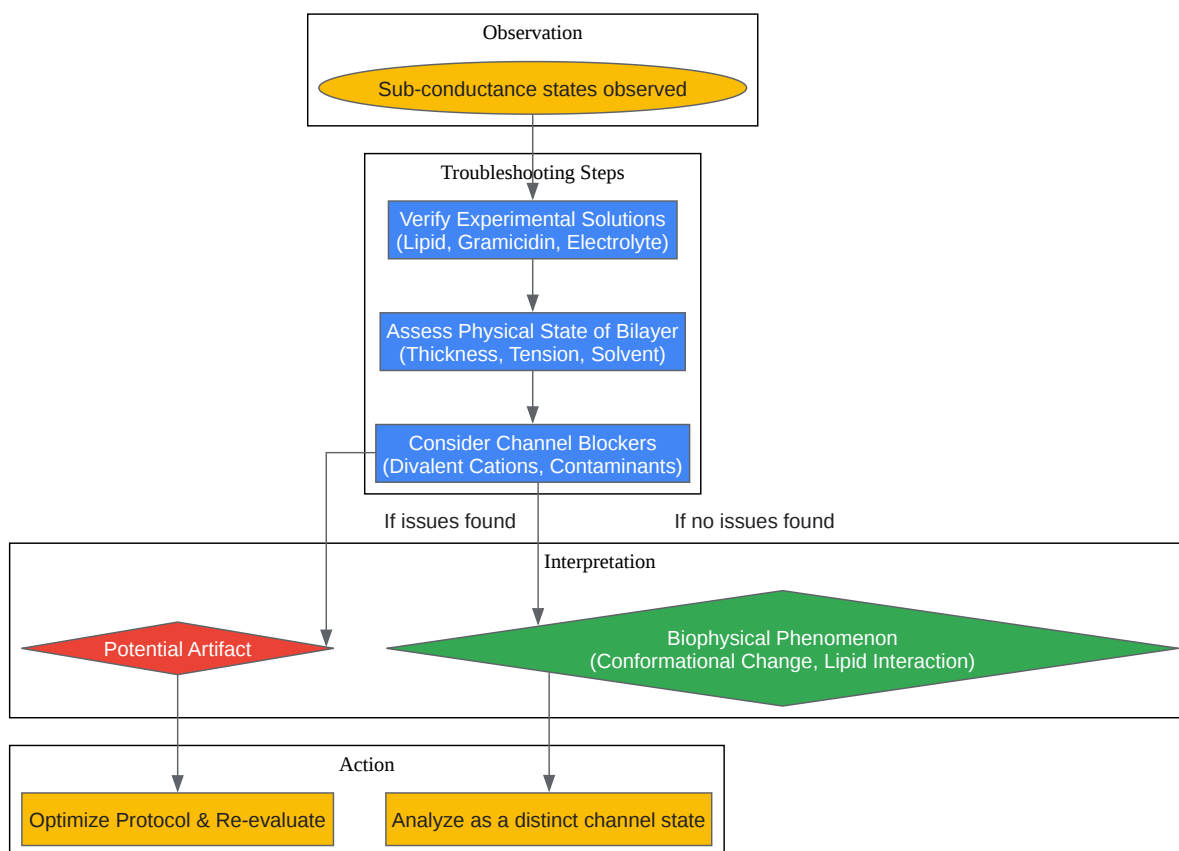 Observation
Sub-conductance states observed
Troubleshooting Steps
Verify Experimental Solutions
(Lipid, Gramicidin, Electrolyte)
Assess Physical State of Bilayer
(Thickness, Tension, Solvent)
Consider Channel Blockers
(Divalent Cations, Contaminants)
If issues found
If no issues found
Interpretation
Potential Artifact
Biophysical Phenomenon
(Conformational Change, Lipid Interaction)
Action
Optimize Protocol & Re-evaluate
Analyze as a distinct channel state